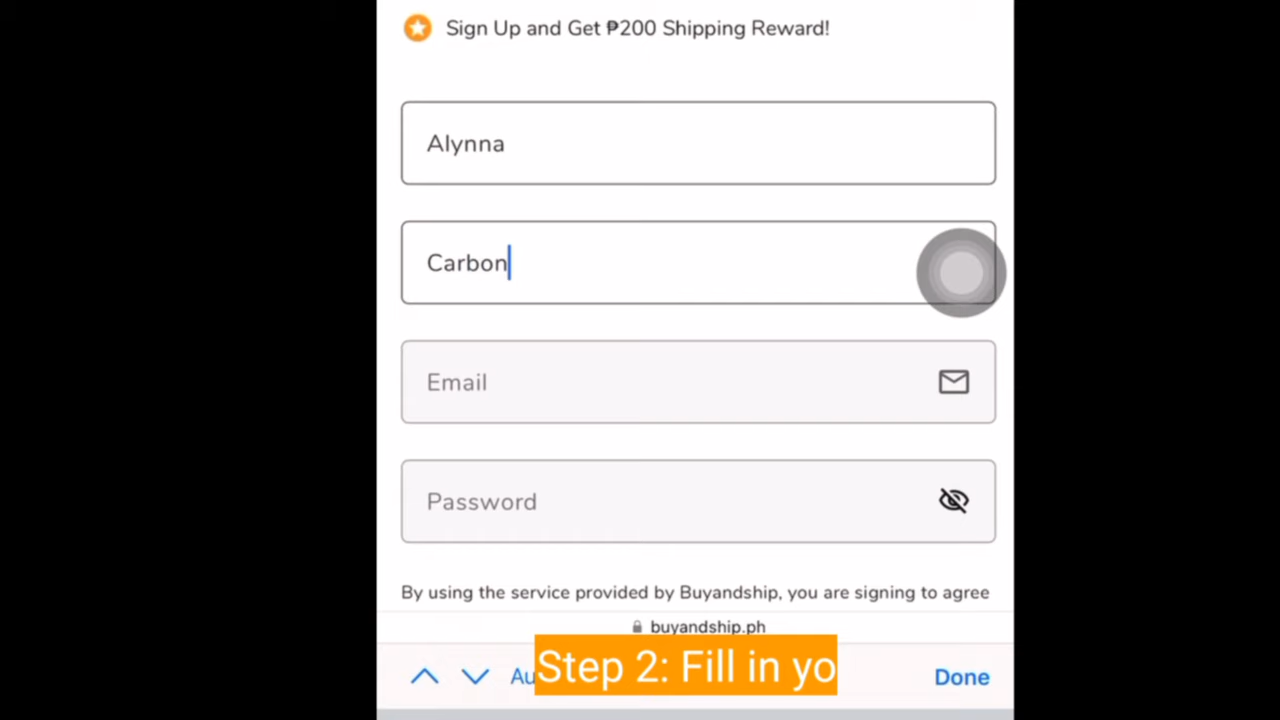 Sign Up and Get ₱200 Shipping Reward!
Alynna
Carbon
Email
Password
By using the service provided by Buyandship, you are signing to agree
buyandship.ph
Au
Step 2: Fill in yo
Done